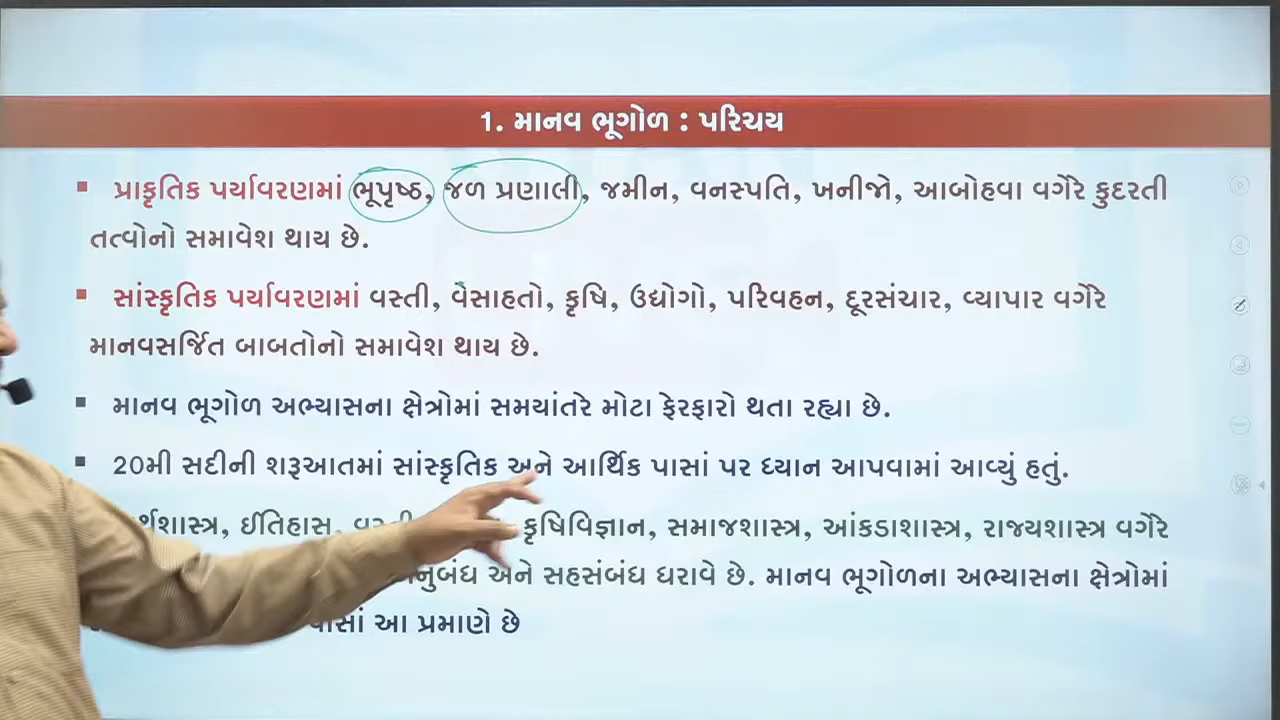 1. માનવ ભૂગોળ : પરિચય
▪ પ્રાકૃતિક પર્યાવરણમાં ભૂપૃષ્ઠ, જળ પ્રણાલી, જમીન, વનસ્પતિ, ખનીજો, આબોહવા વગેરે કુદરતી
તત્વોનો સમાવેશ થાય છે.
▪ સાંસ્કૃતિક પર્યાવરણમાં વસ્તી, વસાહતો, કૃષિ, ઉદ્યોગો, પરિવહન, દૂરસંચાર, વ્યાપાર વગેરે
માનવસર્જિત બાબતોનો સમાવેશ થાય છે.
▪ માનવ ભૂગોળ અભ્યાસના ક્ષેત્રોમાં સમયાંતરે મોટા ફેરફારો થતા રહ્યા છે.
▪ 20મી સદીની શરૂઆતમાં સાંસ્કૃતિક અને આર્થિક પાસાં પર ધ્યાન આપવામાં આવ્યું હતું.
ઈતિહાસ, કૃષિવિજ્ઞાન, સમાજશાસ્ત્ર, આંકડાશાસ્ત્ર, રાજ્યશાસ્ત્ર વગેરે
અને સહસંબંધ ધરાવે છે. માનવ ભૂગોળના અભ્યાસના ક્ષેત્રોમાં
પાસાં આ પ્રમાણે છે